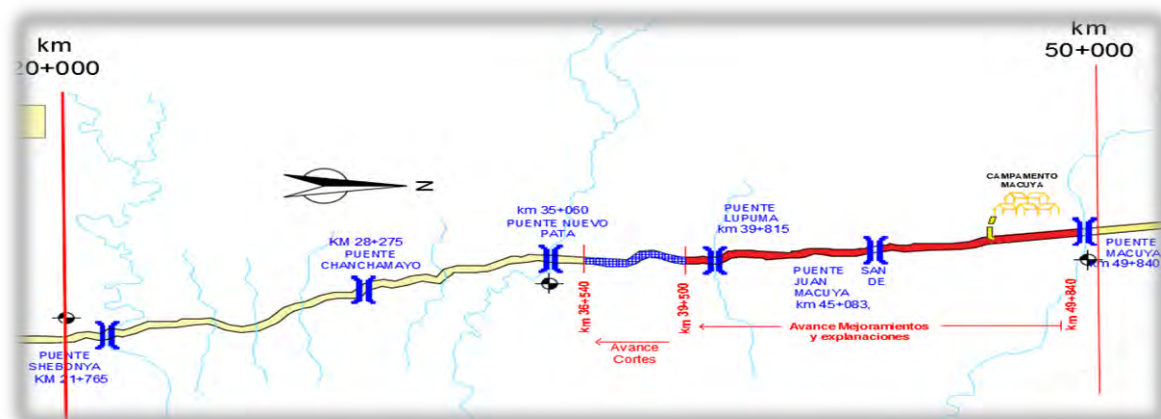 km
20+000
km
50+000
N
CAMPAMENTO
MACUYA
km 35+060
PUENTE NUEVO
PATA
KM 28+275
PUENTE
CHANCHAMAYO
PUENTE
LUPUMA
km 39+815
PUENTE
SHEBONYA
KM 21+765
km 36+540
km 39+500
PUENTE SAN
JUAN DE
MACUYA
km 45+083,
km 49+840
PUENTE
MACUYA
km 49+840
Avance
Cortes
Avance Mejoramientos
y explanaciones